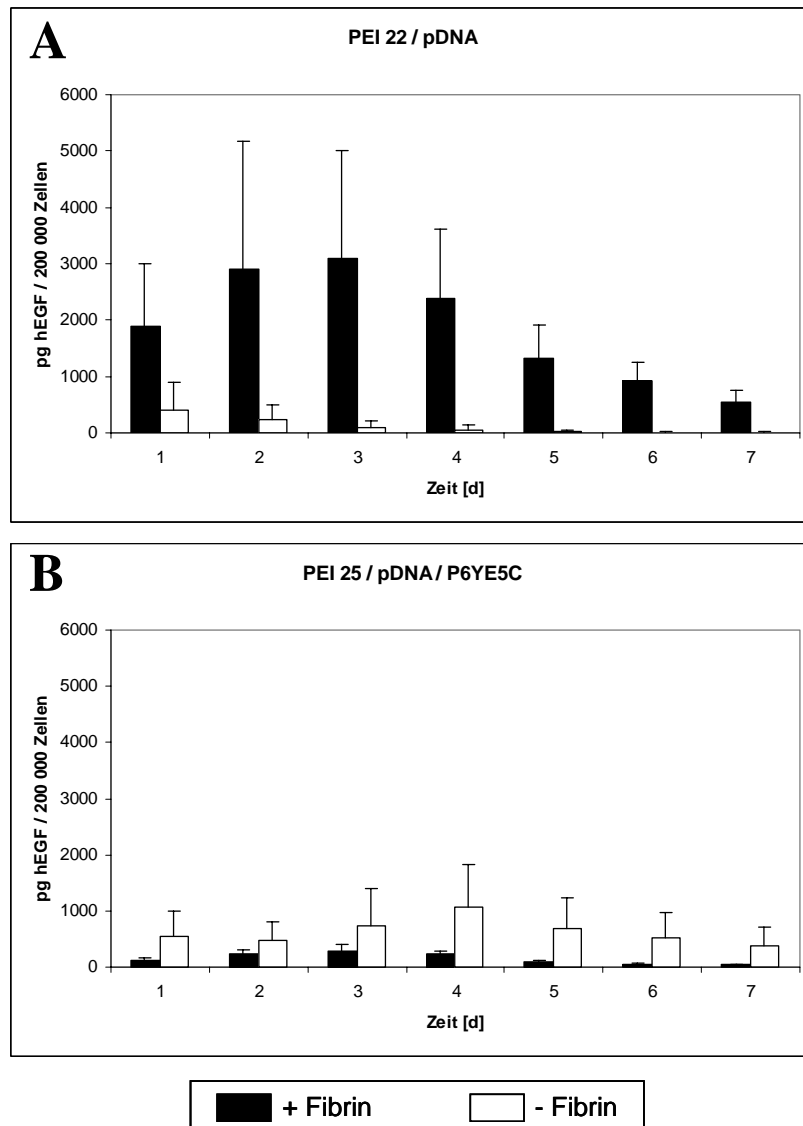 A
PEI 22 / pDNA
pg hEGF / 200 000 Zellen
6000
5000
4000
3000
2000
1000
0
1 2 3 4 5 6 7
Zeit [d]
B
PEI 25 / pDNA / P6YE5C
pg hEGF / 200 000 Zellen
6000
5000
4000
3000
2000
1000
0
1 2 3 4 5 6 7
Zeit [d]
+ Fibrin - Fibrin